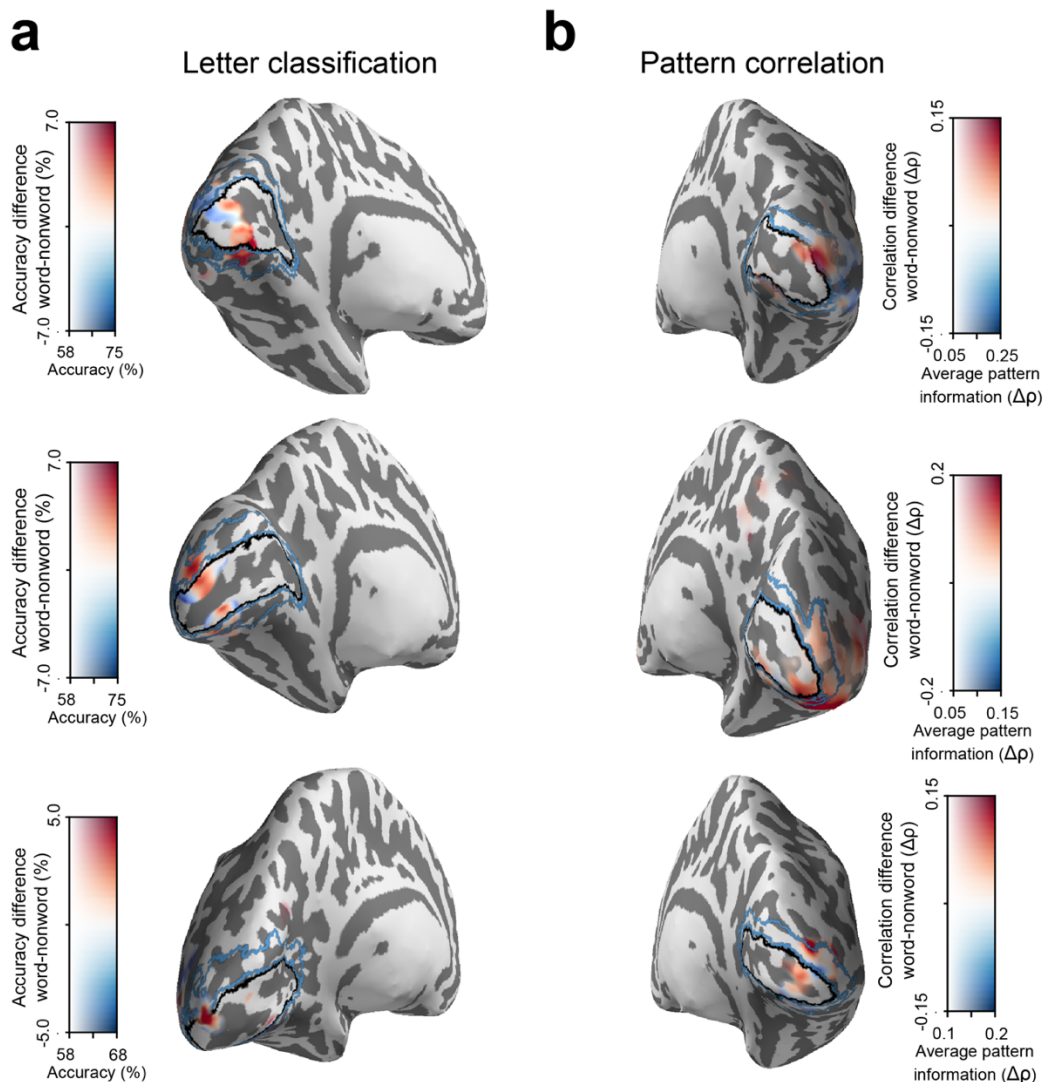 a
Letter classification
7.0
Accuracy difference
word-nonword (%)
-7.0
58 75
Accuracy (%)
7.0
Accuracy difference
word-nonword (%)
-7.0
58 75
Accuracy (%)
5.0
Accuracy difference
word-nonword (%)
-5.0
58 68
Accuracy (%)
b
Pattern correlation
0.15
Correlation difference
word-nonword (Δρ)
-0.15
0.05 0.25
Average pattern
information (Δρ)
0.2
Correlation difference
word-nonword (Δρ)
-0.2
0.05 0.15
Average pattern
information (Δρ)
0.15
Correlation difference
word-nonword (Δρ)
-0.15
0.1 0.2
Average pattern
information (Δρ)